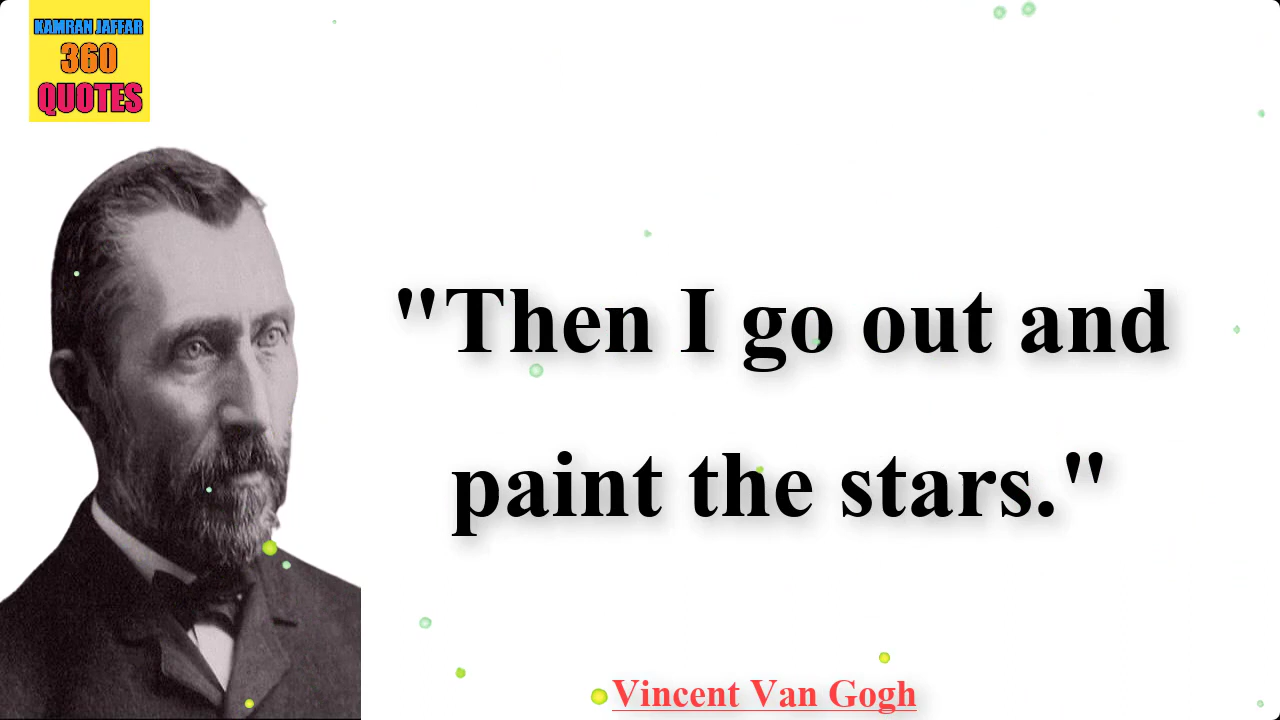 KAMRAN JAFFAR
360
QUOTES
"Then I go out and
paint the stars."
Vincent Van Gogh